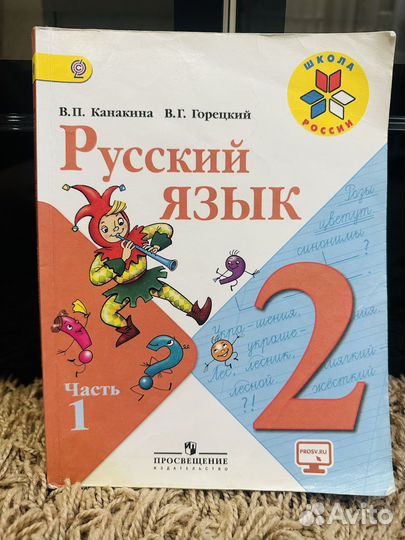 ШКОЛА
РОССИИ
В.П. Канакина В.Г. Горецкий
Русский
язык
2
Розы
цветут
синонимы
?
Укра-шения,
украше-
Лес, лесник,
лесной.
мягкий-
жёсткий
?!
Часть
1
ПРОСВЕЩЕНИЕ
ИЗДАТЕЛЬСТВО
PROSV.RU
Avito